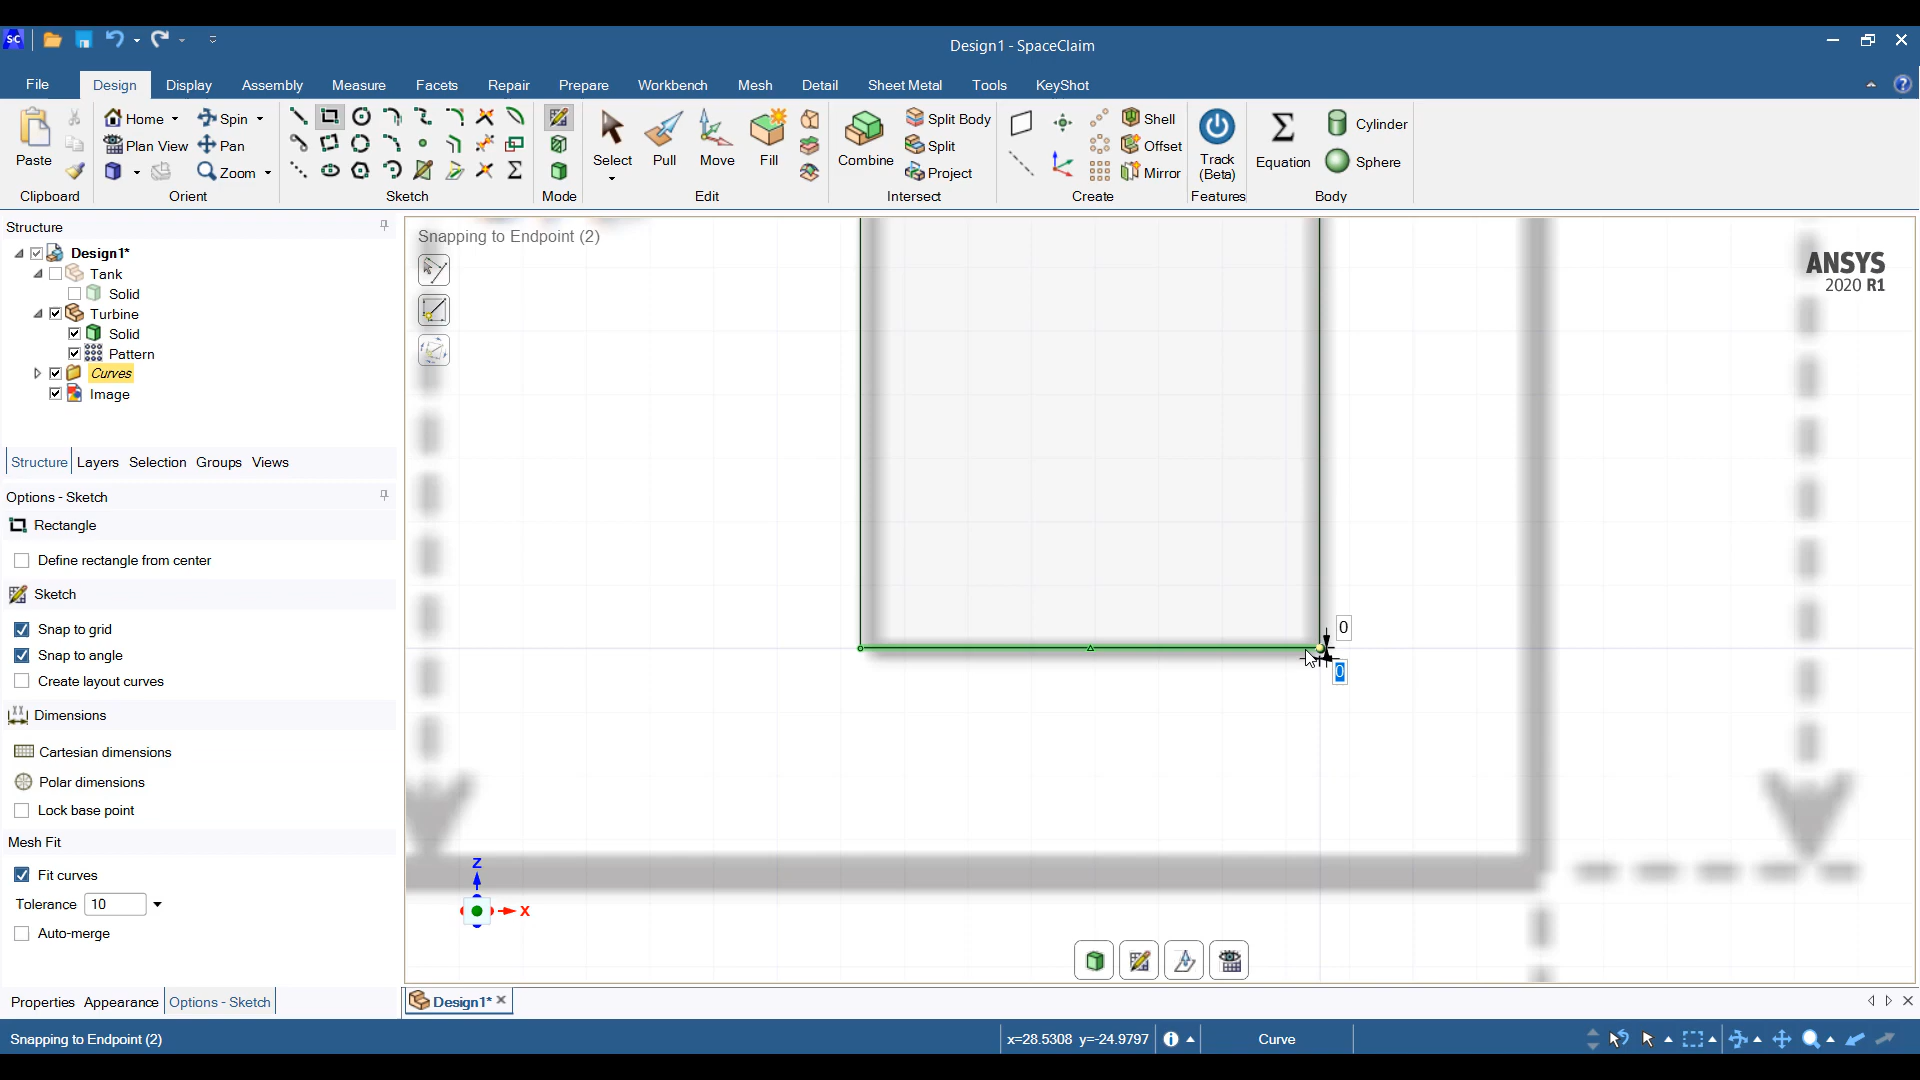 SC
Design1 - SpaceClaim
File Design Display Assembly Measure Facets Repair Prepare Workbench Mesh Detail Sheet Metal Tools KeyShot
Paste
Home
Plan View
Spin
Pan
Zoom
Select
Pull
Move
Fill
Combine
Split Body
Split
Project
Shell
Offset
Mirror
Track
(Beta)
Equation
Cylinder
Sphere
Clipboard Orient Sketch Mode Edit Intersect Create Features Body
Structure
Design1*
Tank
Solid
Turbine
Solid
Pattern
Curves
Image
Structure Layers Selection Groups Views
Options - Sketch
Rectangle
Define rectangle from center
Sketch
Snap to grid
Snap to angle
Create layout curves
Dimensions
Cartesian dimensions
Polar dimensions
Lock base point
Mesh Fit
Fit curves
Tolerance 10
Auto-merge
Properties Appearance Options - Sketch
Snapping to Endpoint (2)
ANSYS
2020 R1
0
0
Z
X
Design1*
Snapping to Endpoint (2)
x=28.5308 y=-24.9797
Curve